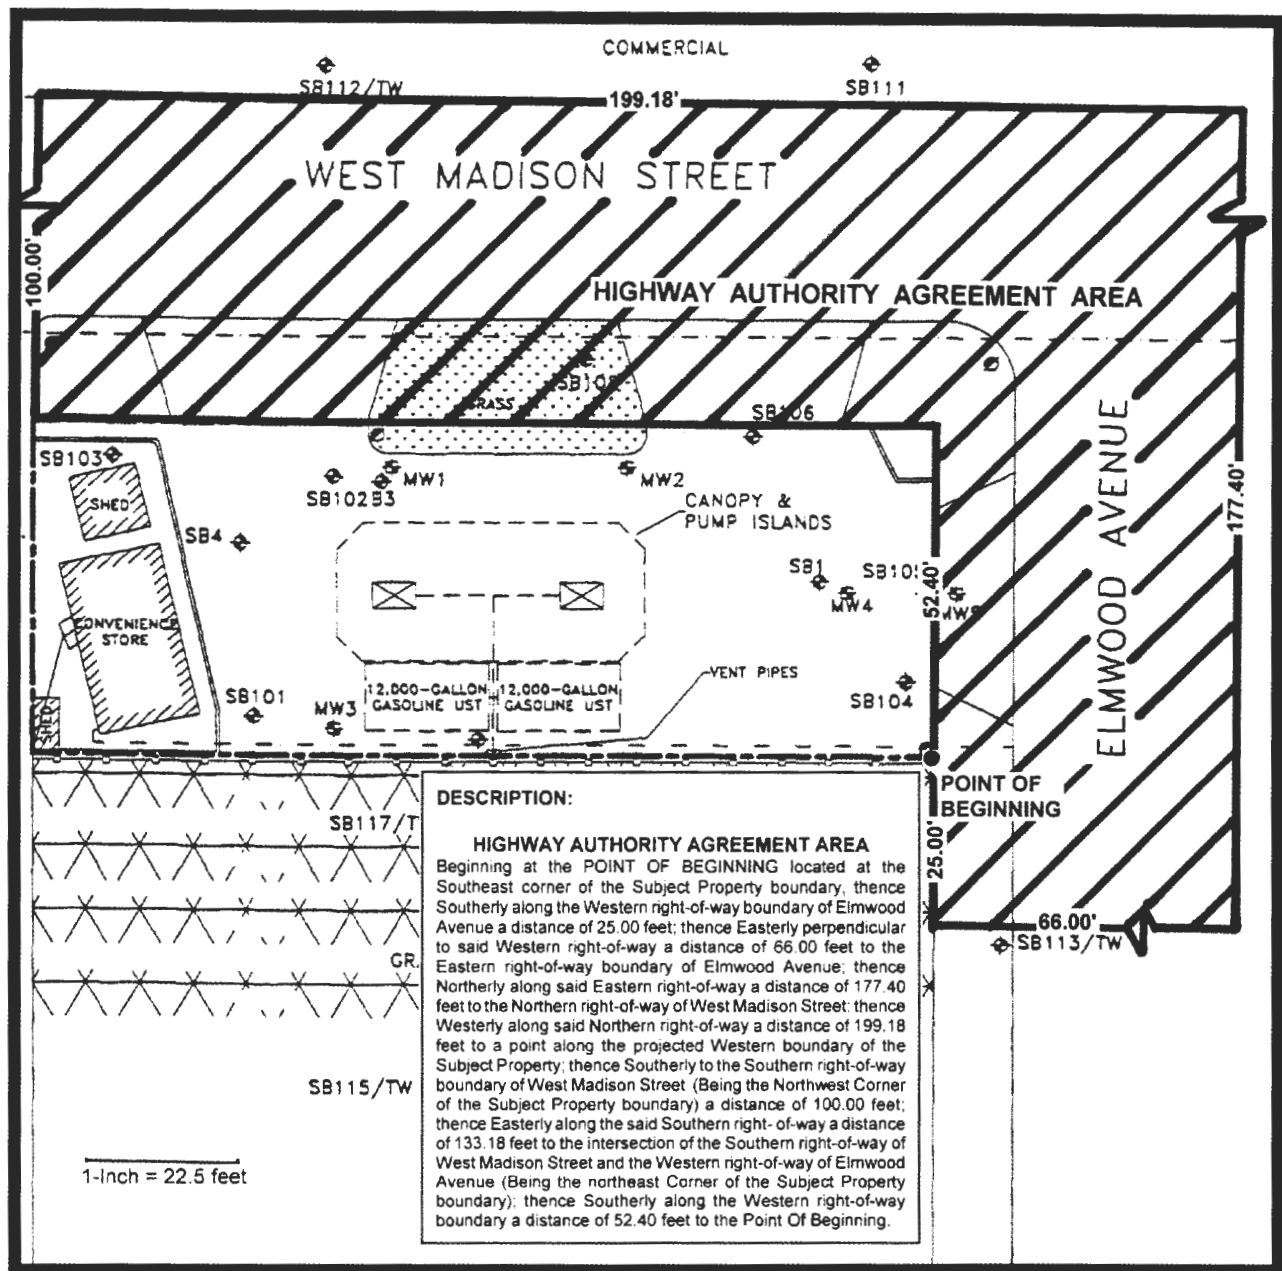 COMMERCIAL
SB112/TW
SB111
199.18'
WEST MADISON STREET
100.00'
HIGHWAY AUTHORITY AGREEMENT AREA
GRASS
SB106
ELMWOOD AVENUE
177.40'
SB103
SHED
SB102
B3
MW1
MW2
CANOPY &
PUMP ISLANDS
SB4
SB1
MW4
52.40'
CONVENIENCE
STORE
VENT PIPES
12,000-GALLON
GASOLINE UST
12,000-GALLON
GASOLINE UST
SB101
MW3
SB104
SHED
POINT OF
BEGINNING
25.00'
66.00'
SB113/TW
SB117/T
GR
SB115/TW
1-Inch = 22.5 feet
DESCRIPTION:
HIGHWAY AUTHORITY AGREEMENT AREA
Beginning at the POINT OF BEGINNING located at the
Southeast corner of the Subject Property boundary, thence
Southerly along the Western right-of-way boundary of Elmwood
Avenue a distance of 25.00 feet; thence Easterly perpendicular
to said Western right-of-way a distance of 66.00 feet to the
Eastern right-of-way boundary of Elmwood Avenue; thence
Northerly along said Eastern right-of-way a distance of 177.40
feet to the Northern right-of-way of West Madison Street; thence
Westerly along said Northern right-of-way a distance of 199.18
feet to a point along the projected Western boundary of the
Subject Property; thence Southerly to the Southern right-of-way
boundary of West Madison Street (Being the Northwest Corner
of the Subject Property boundary) a distance of 100.00 feet;
thence Easterly along the said Southern right- of-way a distance
of 133.18 feet to the intersection of the Southern right-of-way of
West Madison Street and the Western right-of-way of Elmwood
Avenue (Being the northeast Corner of the Subject Property
boundary); thence Southerly along the Western right-of-way
boundary a distance of 52.40 feet to the Point Of Beginning.